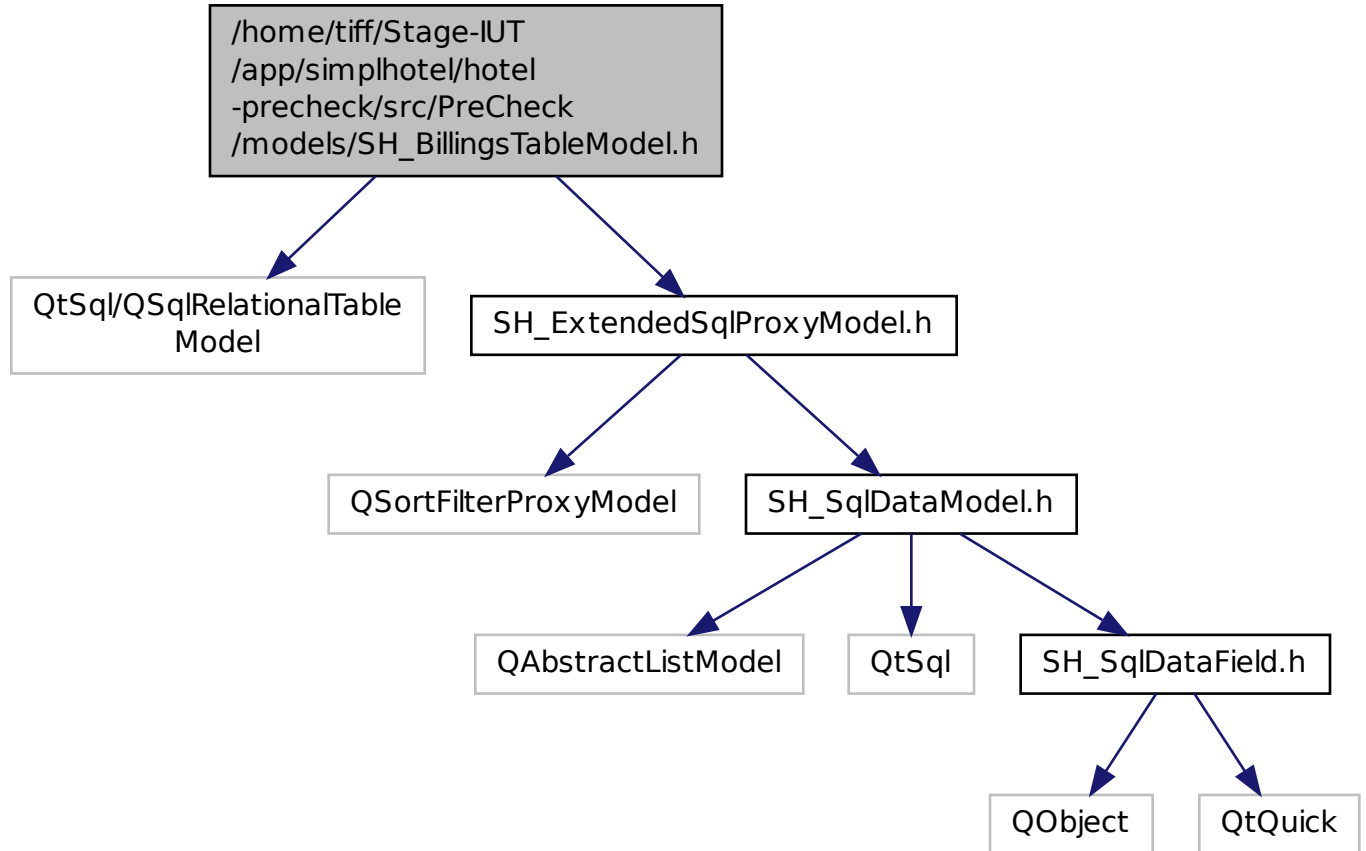 /home/tiff/Stage-IUT
/app/simplhotel/hotel
-precheck/src/PreCheck
/models/SH_BillingsTableModel.h
QtSql/QSqlRelationalTable
Model
SH_ExtendedSqlProxyModel.h
QSortFilterProxyModel
SH_SqlDataModel.h
QAbstractListModel
QtSql
SH_SqlDataField.h
QObject
QtQuick